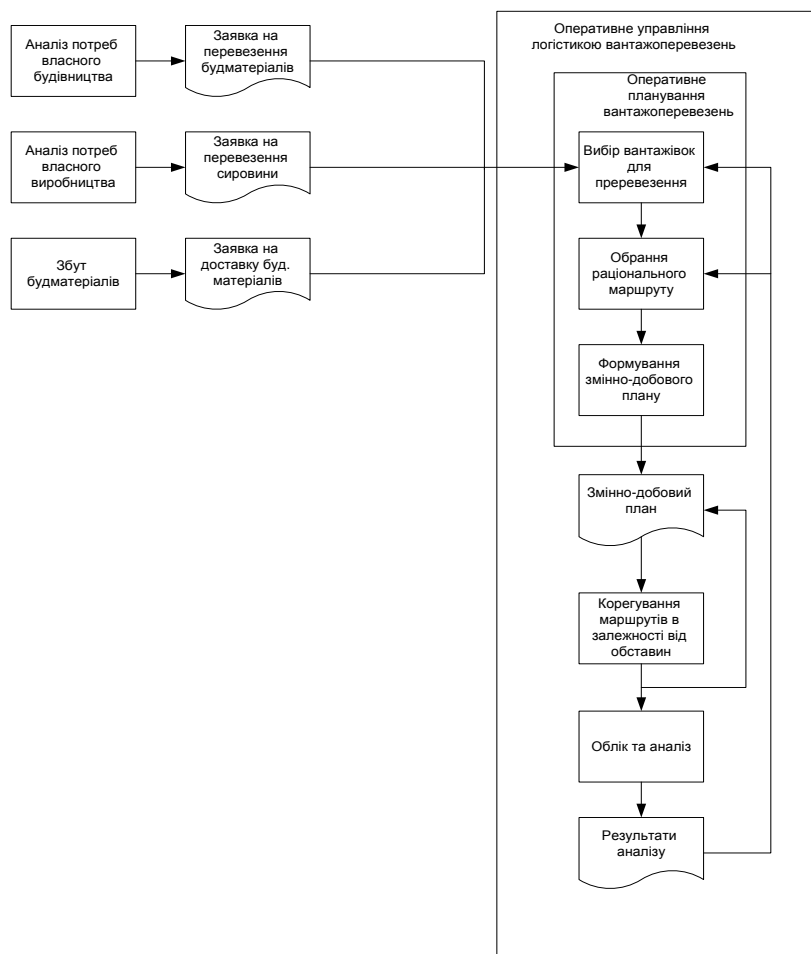 Оперативне управління
логістикою вантажоперевезень
Аналіз потреб
власного
будівництва
Заявка на
перевезення
будматеріалів
Оперативне
планування
вантажоперевезень
Аналіз потреб
власного
виробництва
Заявка на
перевезення
сировини
Вибір вантажівок
для
преревезення
Збут
будматеріалів
Заявка на
доставку буд.
матеріалів
Обрання
раціонального
маршруту
Формування
змінно-добового
плану
Змінно-добовий
план
Корегування
маршрутів в
залежності від
обставин
Облік та аналіз
Результати
аналізу